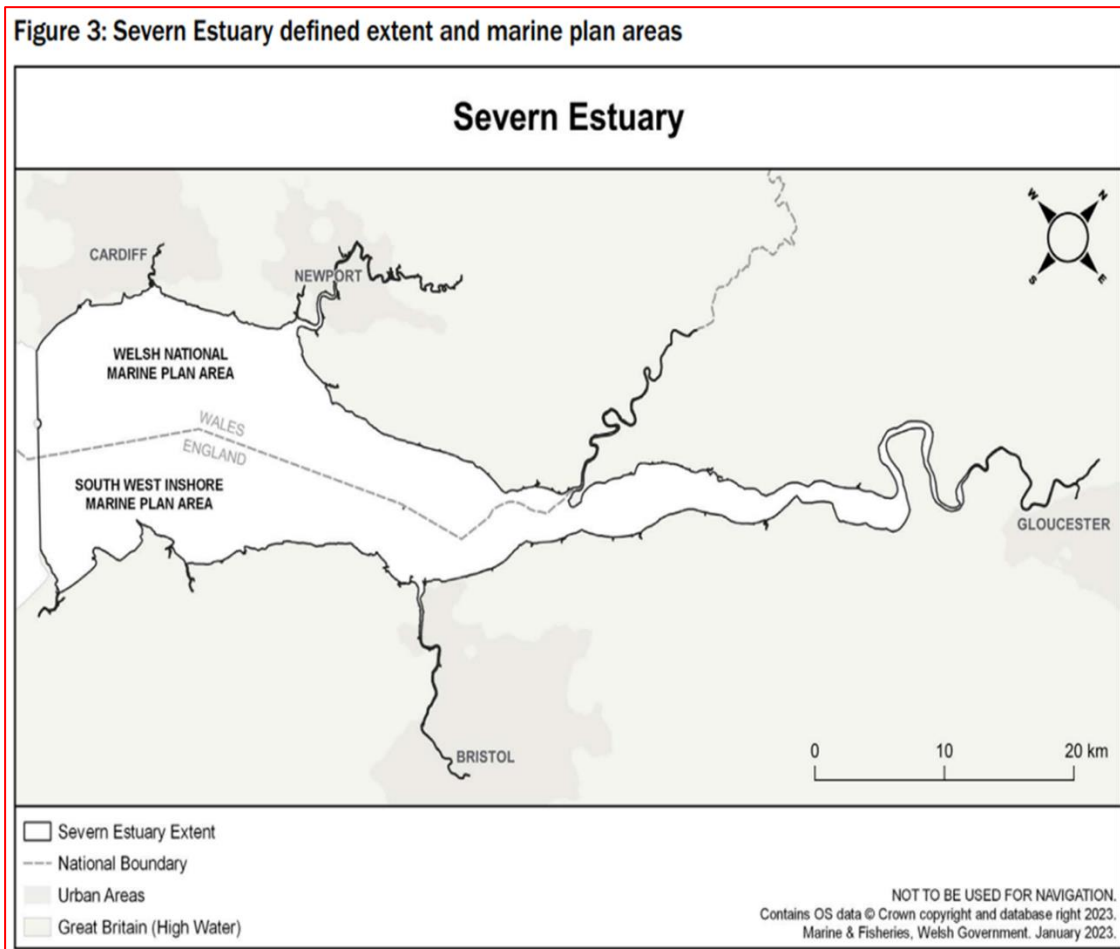 Figure 3: Severn Estuary defined extent and marine plan areas
Severn Estuary
CARDIFF
NEWPORT
W
N
S
E
WELSH NATIONAL
MARINE PLAN AREA
WALES
ENGLAND
SOUTH WEST INSHORE
MARINE PLAN AREA
GLOUCESTER
BRISTOL
0 10 20 km
Severn Estuary Extent
National Boundary
Urban Areas
Great Britain (High Water)
NOT TO BE USED FOR NAVIGATION.
Contains OS data © Crown copyright and database right 2023.
Marine & Fisheries, Welsh Government. January 2023.